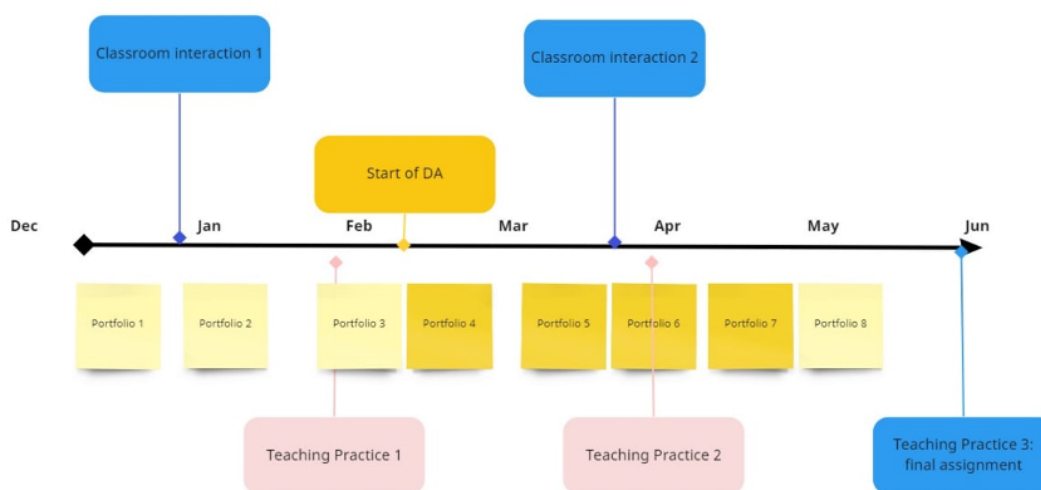 Classroom interaction 1
Classroom interaction 2
Start of DA
Dec
Jan
Feb
Mar
Apr
May
Jun
Portfolio 1
Portfolio 2
Portfolio 3
Portfolio 4
Portfolio 5
Portfolio 6
Portfolio 7
Portfolio 8
Teaching Practice 1
Teaching Practice 2
Teaching Practice 3:
final assignment